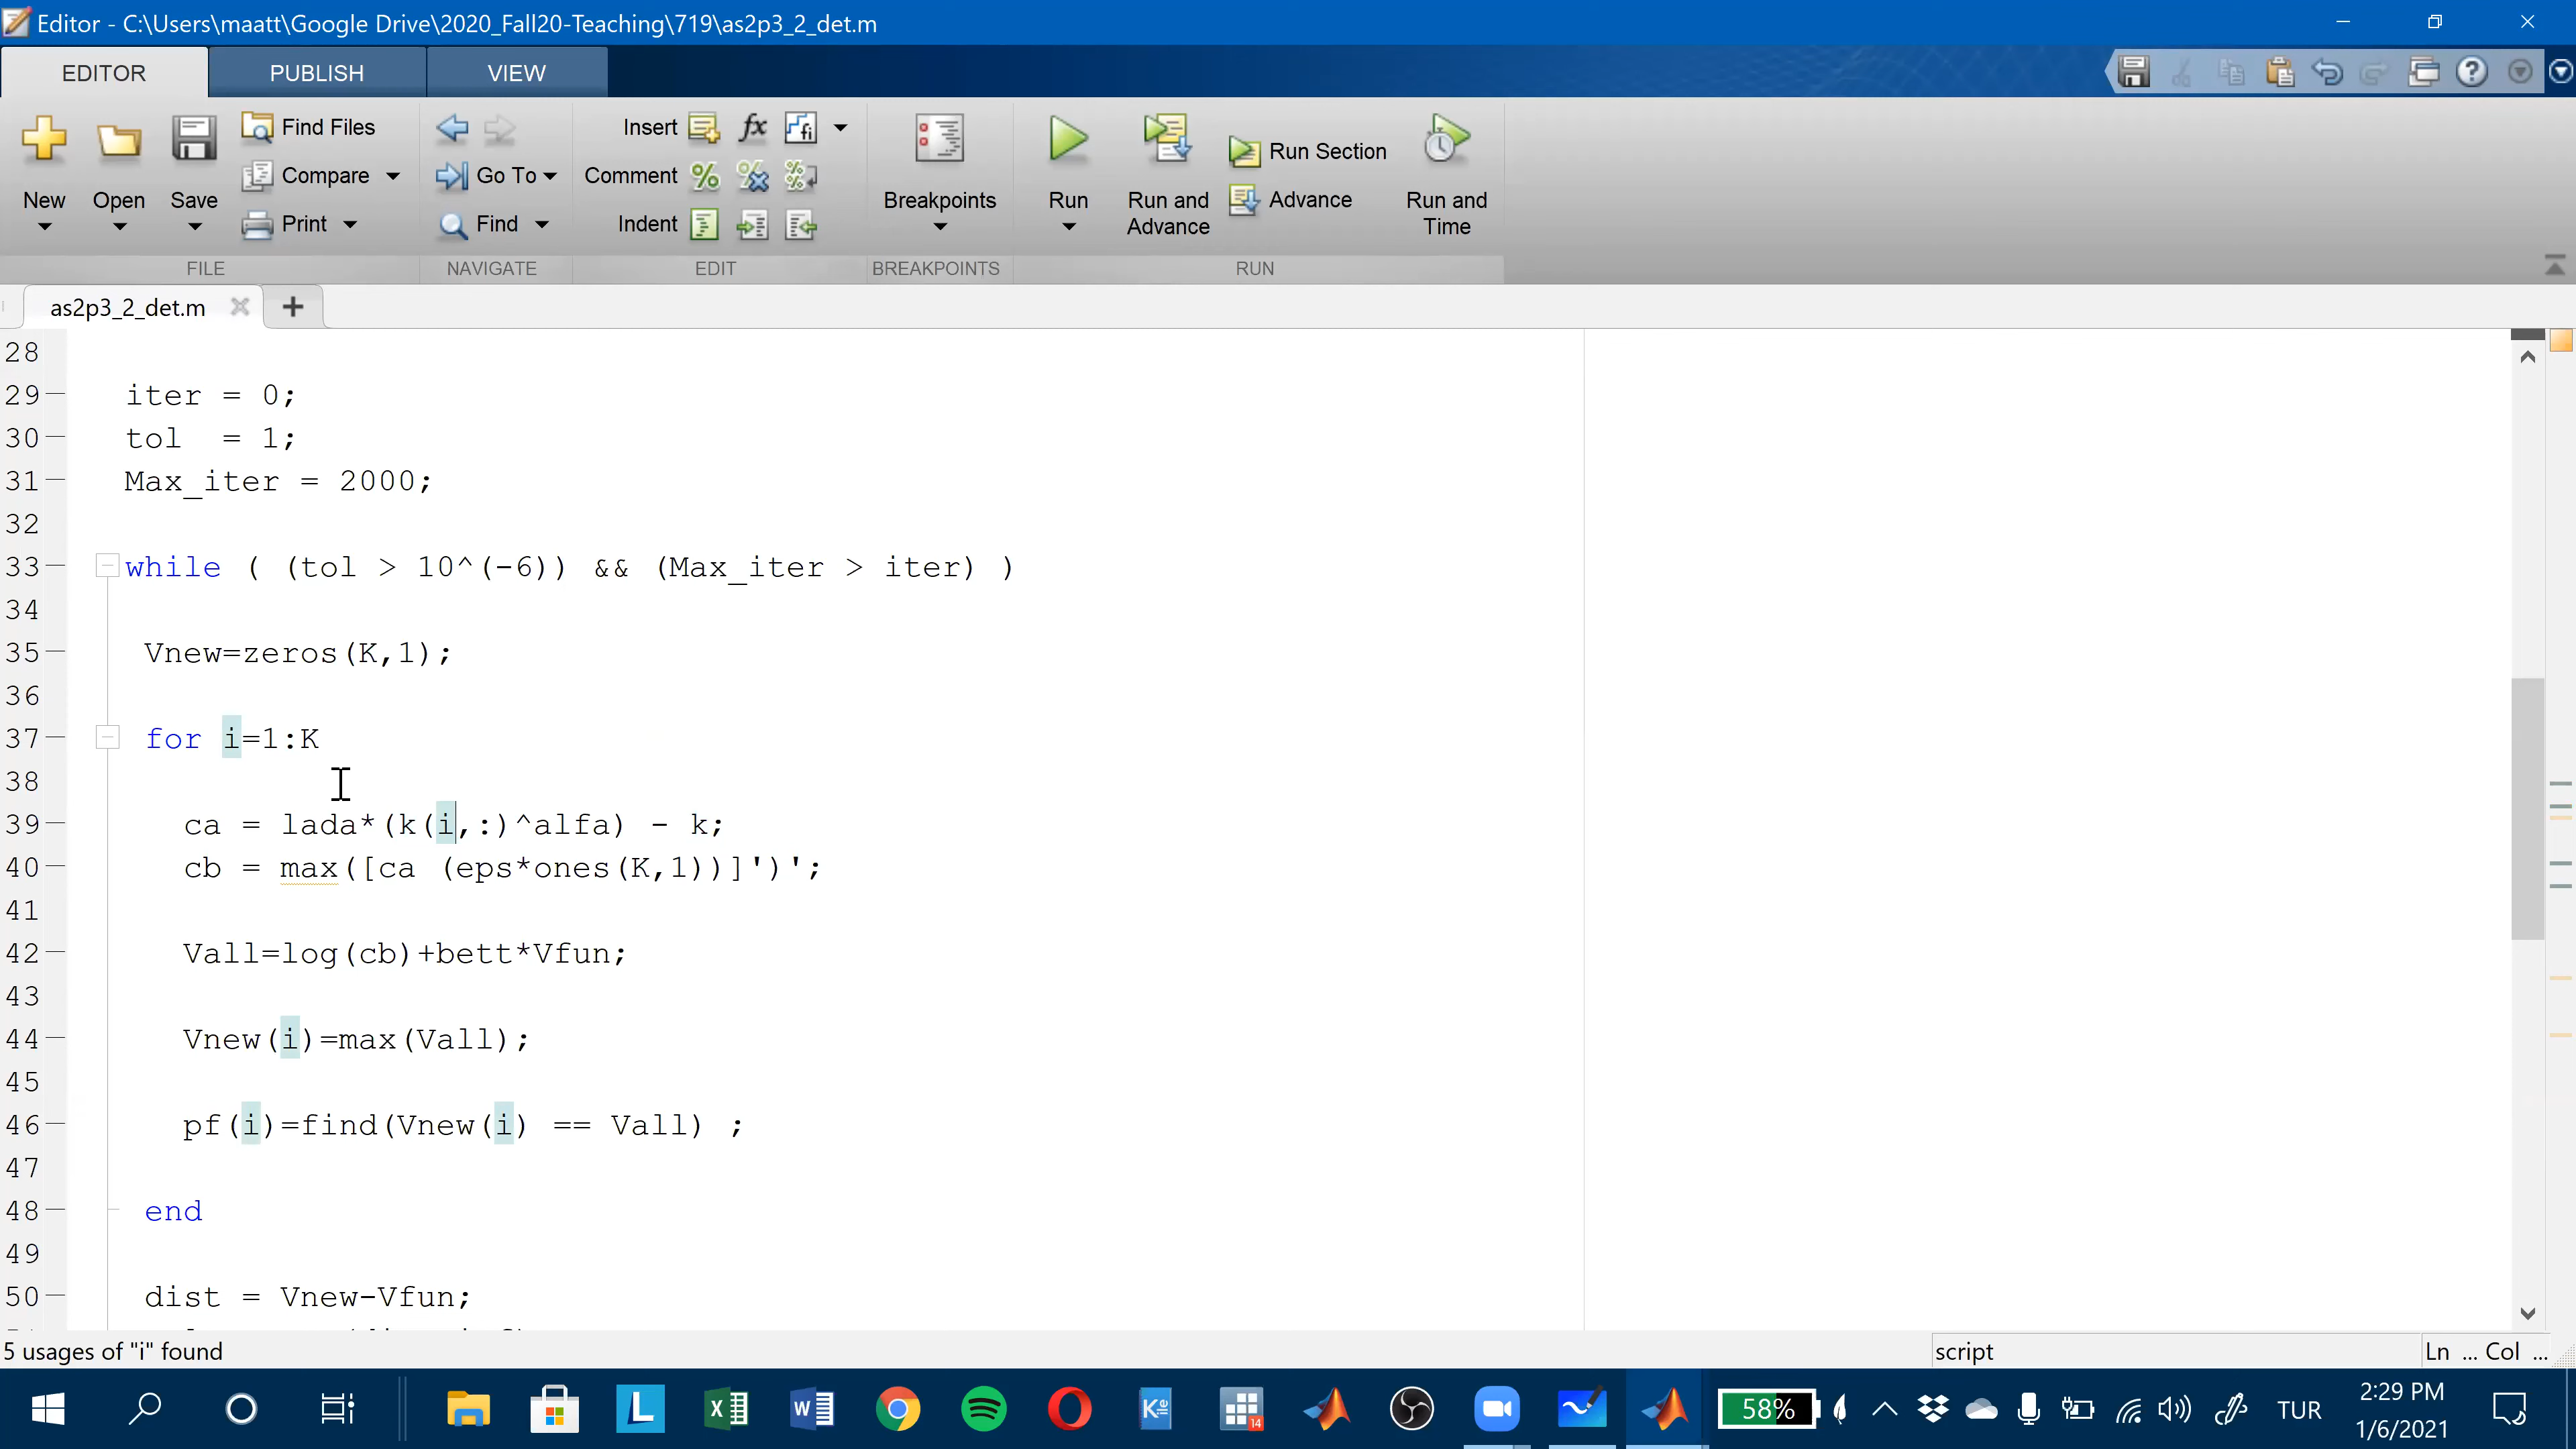 Editor - C:\Users\maatt\Google Drive\2020_Fall20-Teaching\719\as2p3_2_det.m
EDITOR PUBLISH VIEW
New Open Save Find Files Compare Print
Go To Find
Insert fx fi
Comment
Indent
Breakpoints
Run Run and Advance Run Section Advance Run and Time
FILE NAVIGATE EDIT BREAKPOINTS RUN
as2p3_2_det.m
28
29 iter = 0;
30 tol = 1;
31 Max_iter = 2000;
32
33 while ( (tol > 10^(-6)) && (Max_iter > iter) )
34
35 Vnew=zeros(K,1);
36
37 for i=1:K
38
39 ca = lada*(k(i,:)^alfa) - k;
40 cb = max([ca (eps*ones(K,1))]')';
41
42 Vall=log(cb)+bett*Vfun;
43
44 Vnew(i)=max(Vall);
45
46 pf(i)=find(Vnew(i) == Vall) ;
47
48 end
49
50 dist = Vnew-Vfun;
5 usages of "i" found script Ln ... Col ...
58% TUR 2:29 PM
1/6/2021